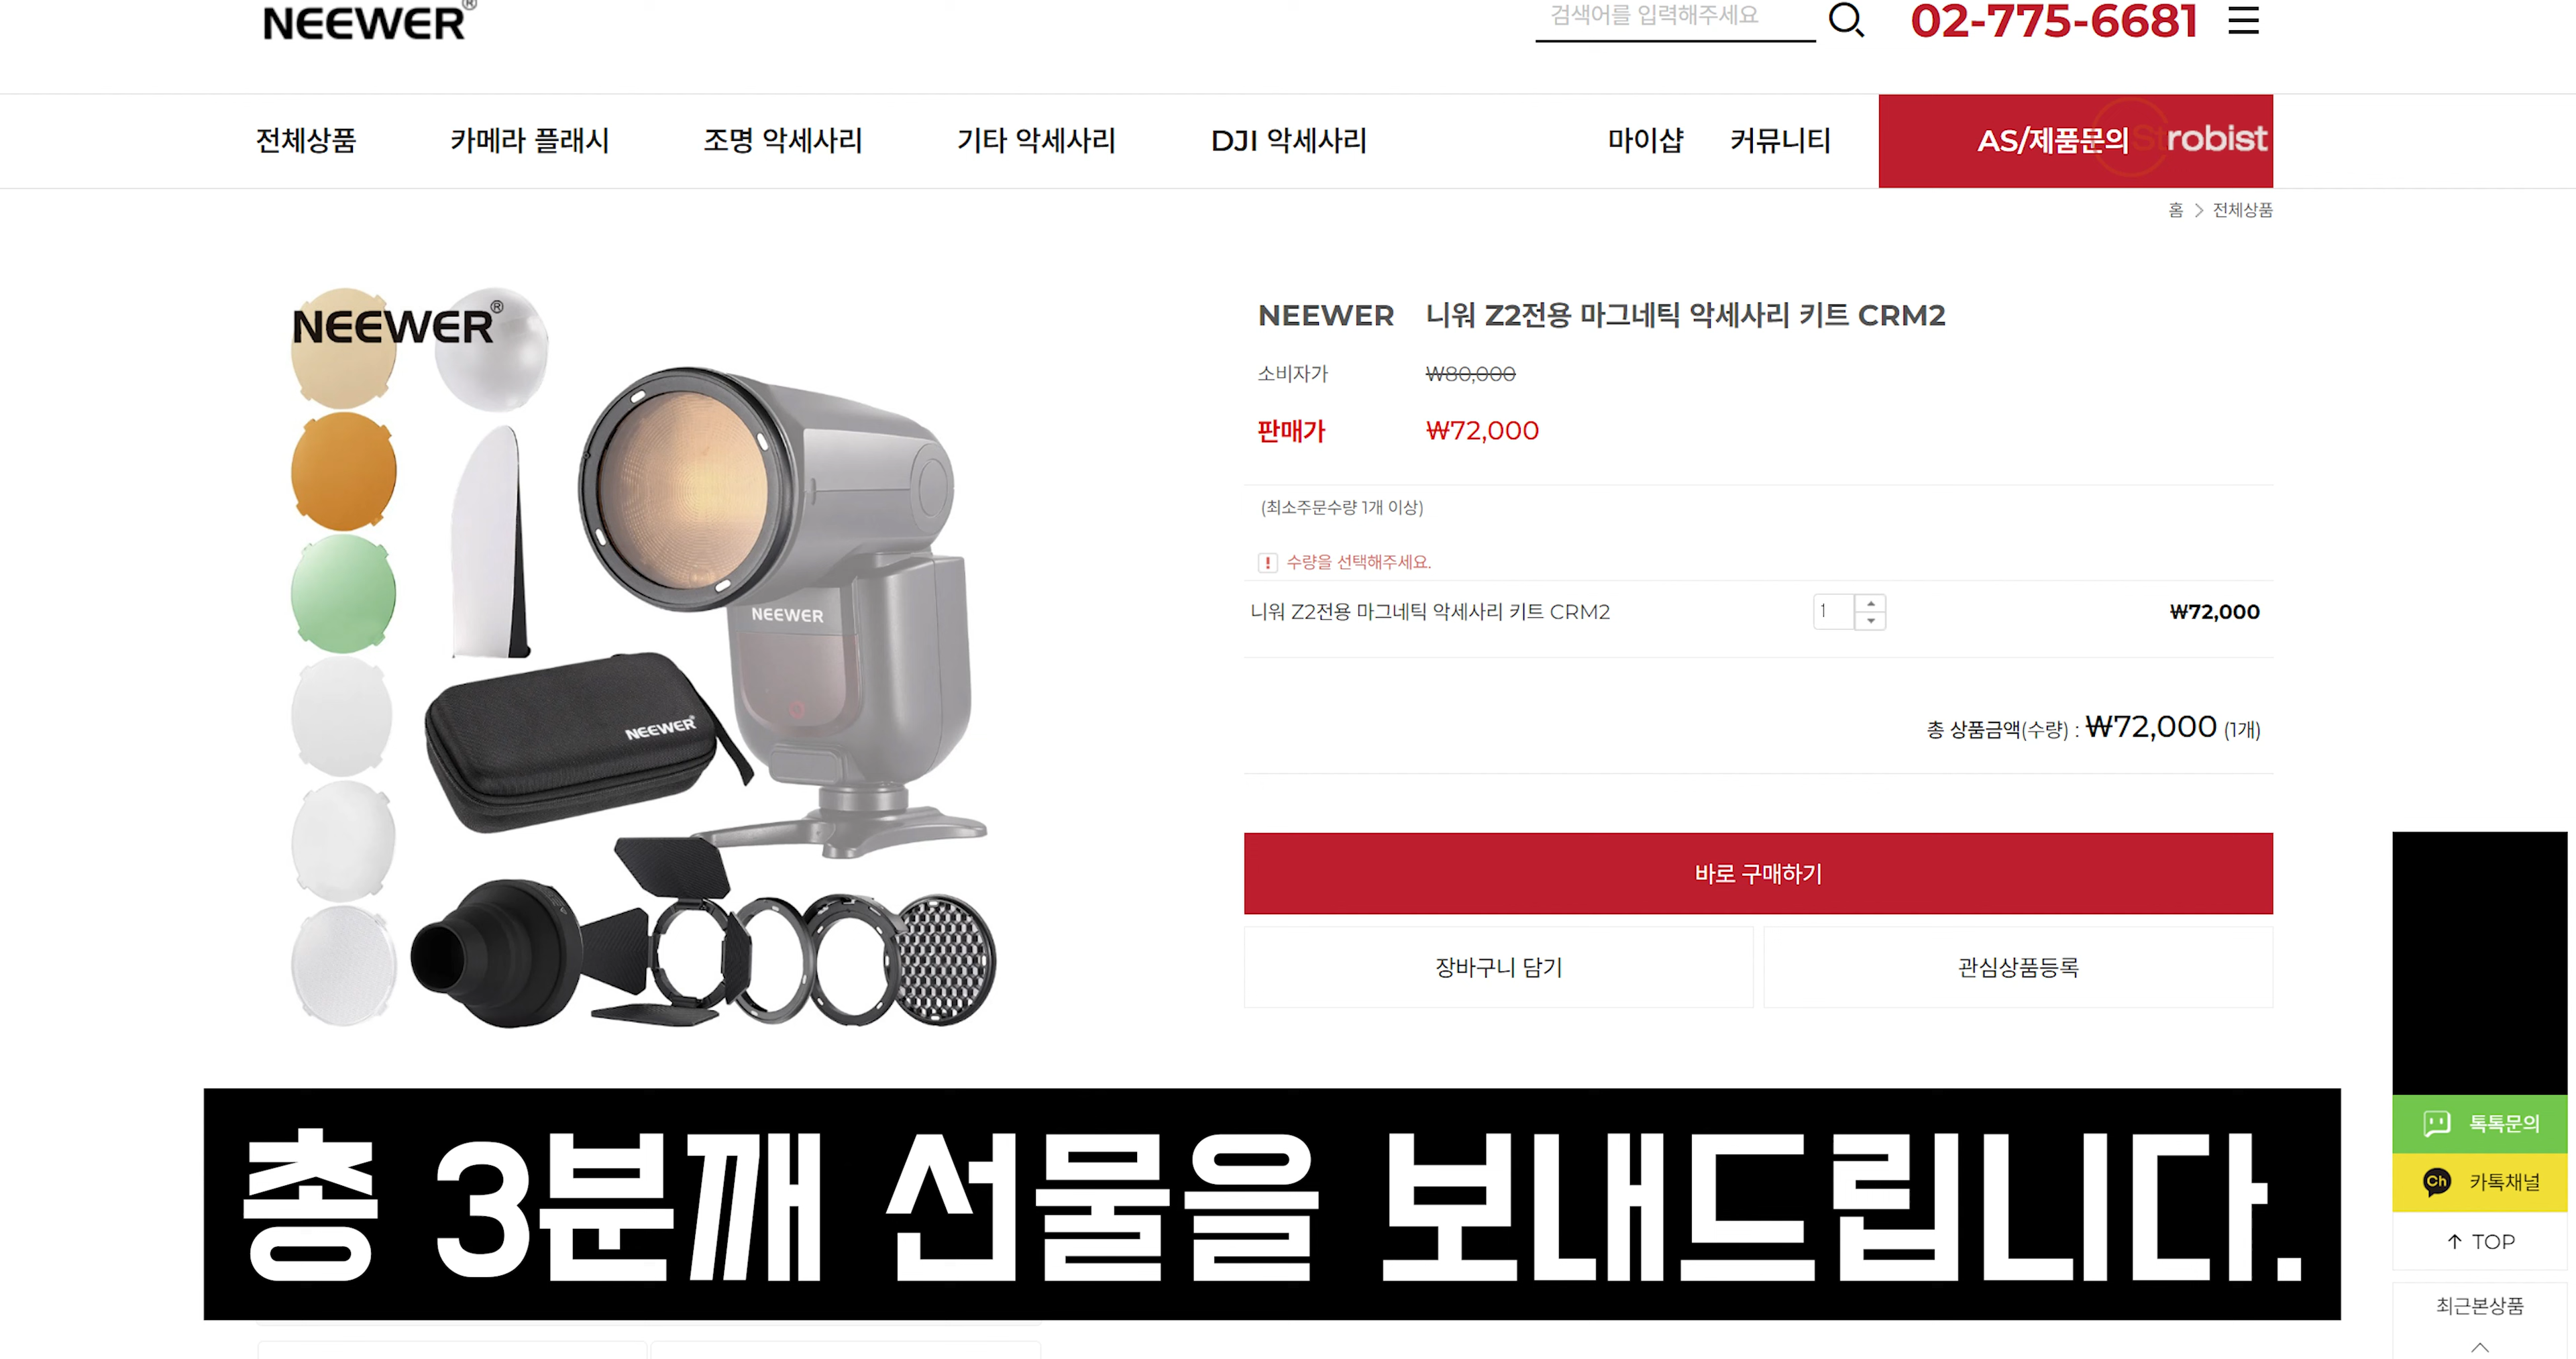 NEEWER®
검색어를 입력해주세요
02-775-6681
전체상품 카메라 플래시 조명 악세사리 기타 악세사리 DJI 악세사리 마이샵 커뮤니티 AS/제품문의
Strobist
홈 > 전체상품
NEEWER®
NEEWER 니워 Z2전용 마그네틱 악세사리 키트 CRM2
소비자가 ₩80,000
판매가 ₩72,000
(최소주문수량 1개 이상)
! 수량을 선택해주세요.
니워 Z2전용 마그네틱 악세사리 키트 CRM2 1 ₩72,000
NEEWER
NEEWER
총 상품금액(수량) : ₩72,000 (1개)
바로 구매하기
장바구니 담기 관심상품등록
총 3분깨 선물을 보내드립니다.
톡톡문의
Ch 카톡채널
↑ TOP
최근본상품